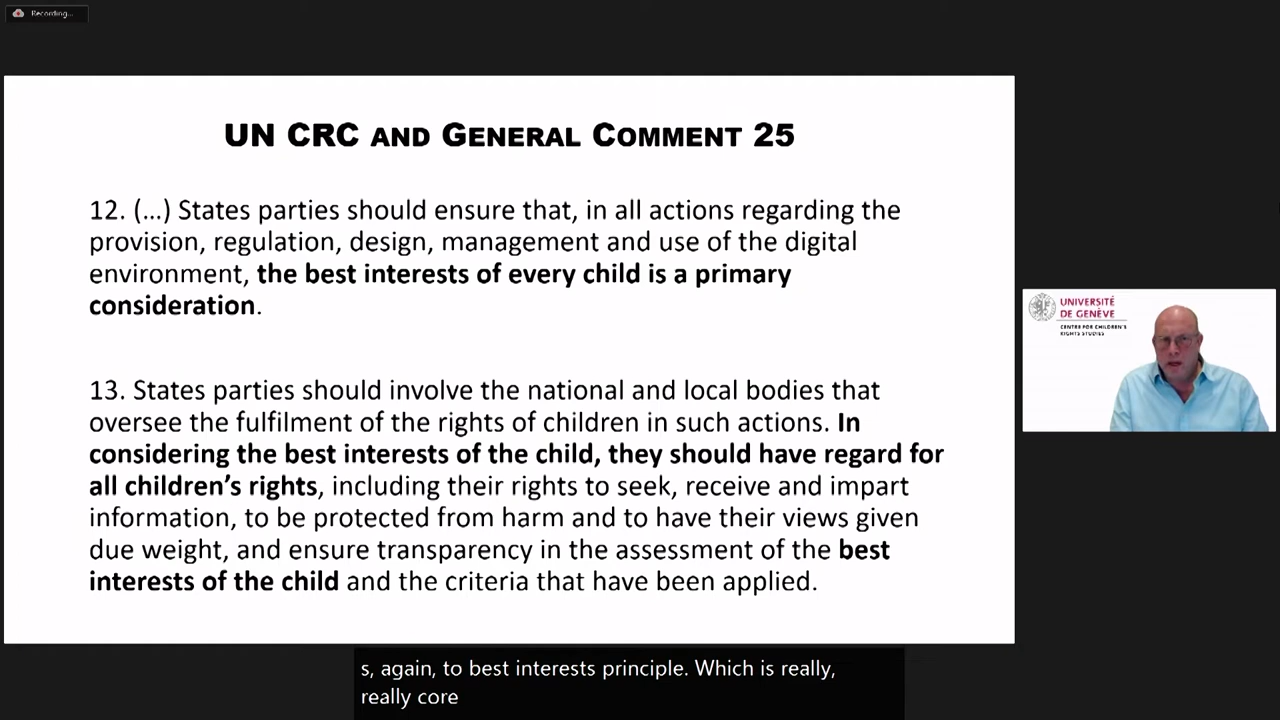 Recording...
UN CRC AND GENERAL COMMENT 25
12. (...) States parties should ensure that, in all actions regarding the
provision, regulation, design, management and use of the digital
environment, the best interests of every child is a primary
consideration.
13. States parties should involve the national and local bodies that
oversee the fulfilment of the rights of children in such actions. In
considering the best interests of the child, they should have regard for
all children's rights, including their rights to seek, receive and impart
information, to be protected from harm and to have their views given
due weight, and ensure transparency in the assessment of the best
interests of the child and the criteria that have been applied.
UNIVERSITÉ
DE GENÈVE
CENTRE FOR CHILDREN'S
RIGHTS STUDIES
s, again, to best interests principle. Which is really,
really core